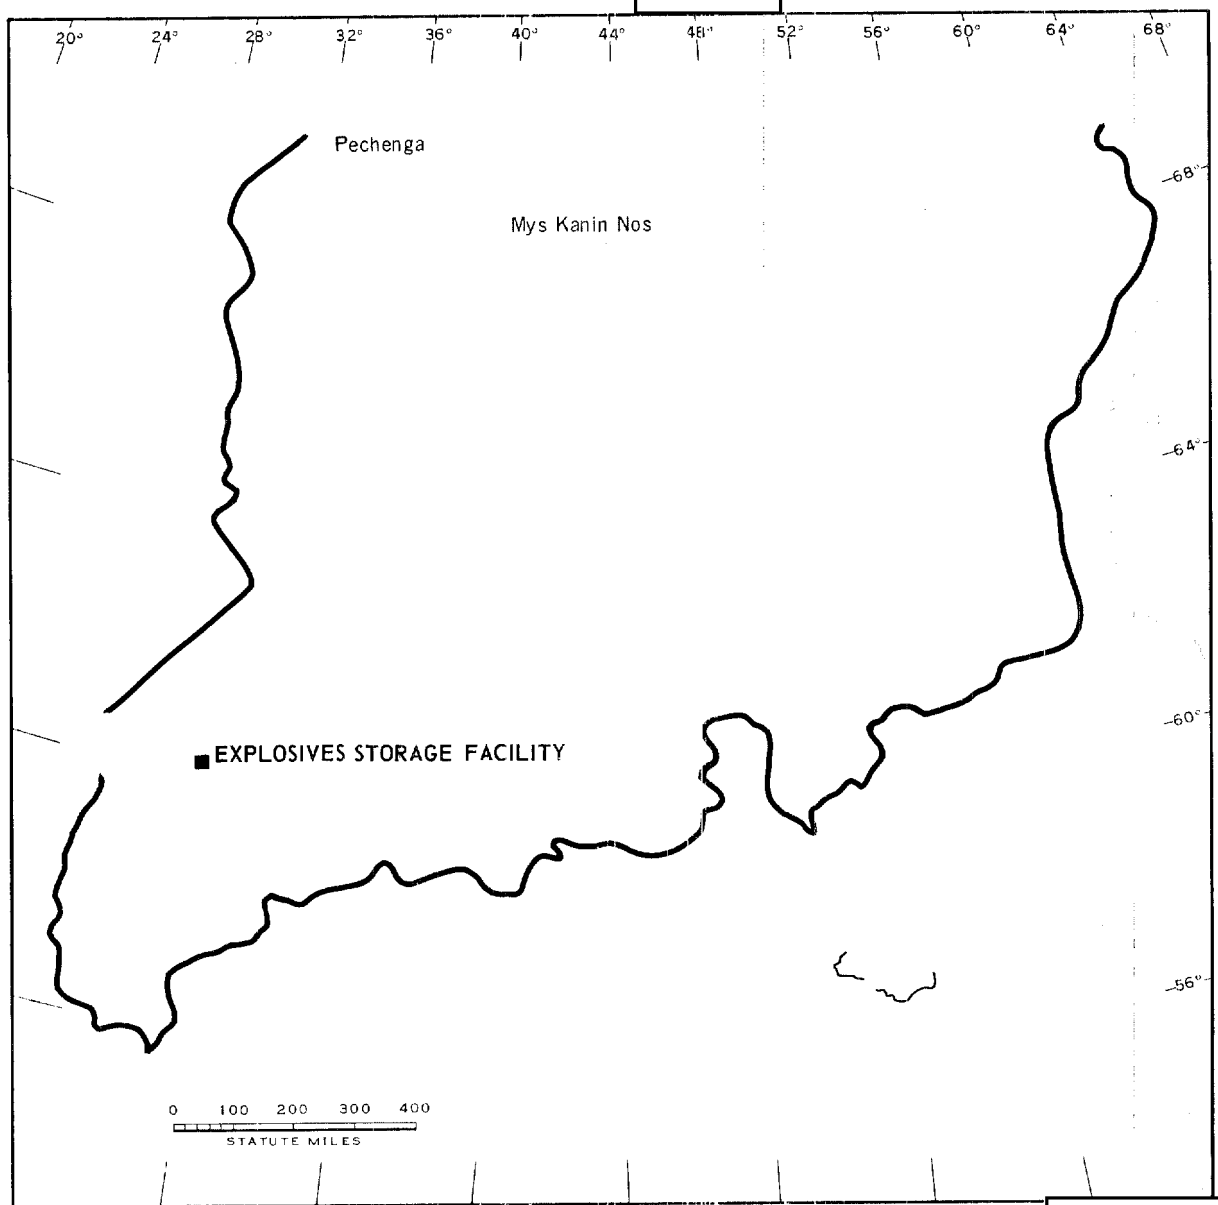 20° 24° 28° 32° 36° 40° 44° 48° 52° 56° 60° 64° 68°
Pechenga
68°
Mys Kanin Nos
64°
60°
EXPLOSIVES STORAGE FACILITY
56°
0 100 200 300 400
STATUTE MILES